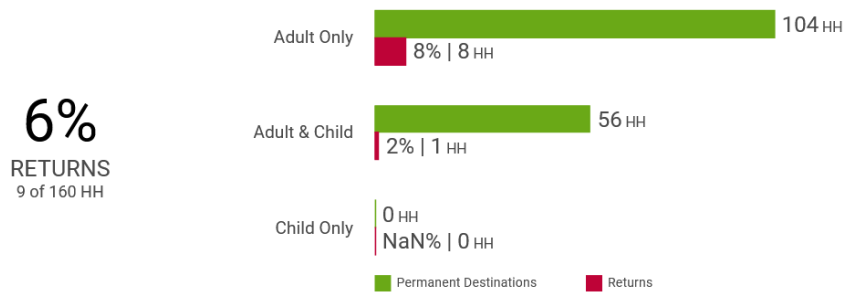 6%
RETURNS
9 of 160 HH
Adult Only
104 HH
8% | 8 HH
Adult & Child
56 HH
2% | 1 HH
Child Only
0 HH
NaN% | 0 HH
Permanent Destinations
Returns